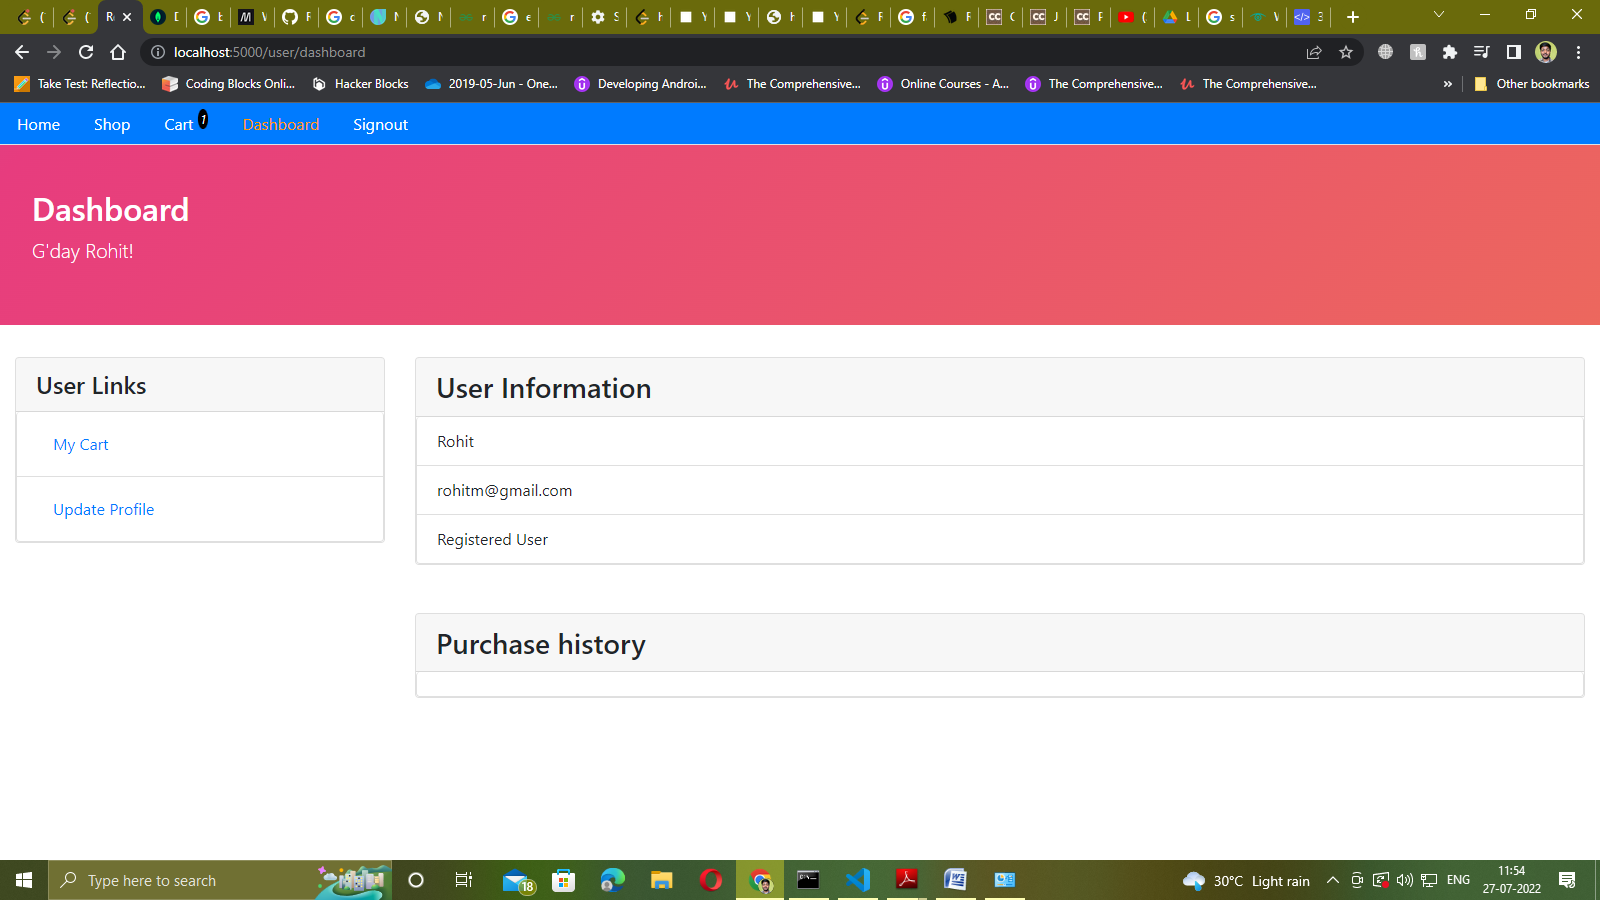 localhost:5000/user/dashboard
Take Test: Reflectio...
Coding Blocks Onli...
Hacker Blocks
2019-05-Jun - One...
Developing Androi...
The Comprehensive...
Online Courses - A...
The Comprehensive...
The Comprehensive...
»
Other bookmarks
Home
Shop
Cart 1
Dashboard
Signout
Dashboard
G'day Rohit!
User Links
My Cart
Update Profile
User Information
Rohit
rohitm@gmail.com
Registered User
Purchase history
Type here to search
18
30°C Light rain
ENG
11:54
27-07-2022